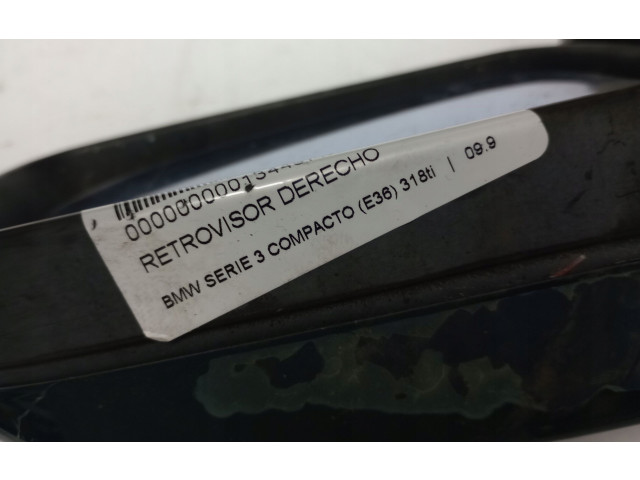 RETROVISOR DERECHO
BMW SERIE 3 COMPACTO (E36) 318ti | 09.9